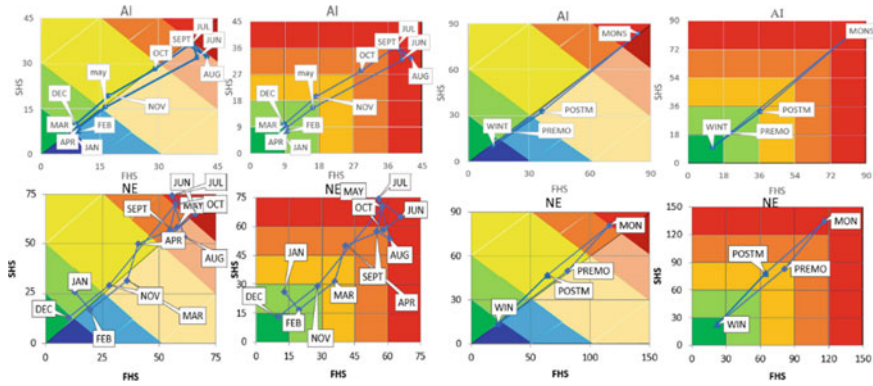 AI
AI
AI
AI
45
30
15
0
SHS
JUL
SEPT
JUN
OCT
AUG
may
DEC
NOV
MAR
FEB
APR
JAN
0
15
30
45
FHS
45
36
27
18
9
0
SHS
JUL
SEPT
JUN
OCT
AUG
may
DEC
NOV
MAR
FEB
APR
JAN
0
9
18
27
36
45
FHS
90
60
30
0
SHS
MONS
POSTM
WINT
PREMO
0
30
60
90
FHS
90
72
54
36
18
0
SHS
MONS
POSTM
WINT
PREMO
0
18
36
54
72
90
FHS
NE
NE
NE
NE
75
50
25
0
SHS
JUN
JUL
SEPT
MAY
OCT
APR
AUG
JAN
DEC
NOV
MAR
FEB
0
25
50
75
FHS
75
60
45
30
15
0
MAY
JUL
OCT
JUN
AUG
JAN
SEPT
MAR
APR
DEC
FEB
NOV
0
15
30
45
60
75
FHS
90
60
30
0
SHS
MON
PREMO
POSTM
WIN
0
50
100
150
FHS
150
120
90
60
30
0
SHS
MON
POSTM
PREMO
WIN
0
30
60
90
120
150
FHS